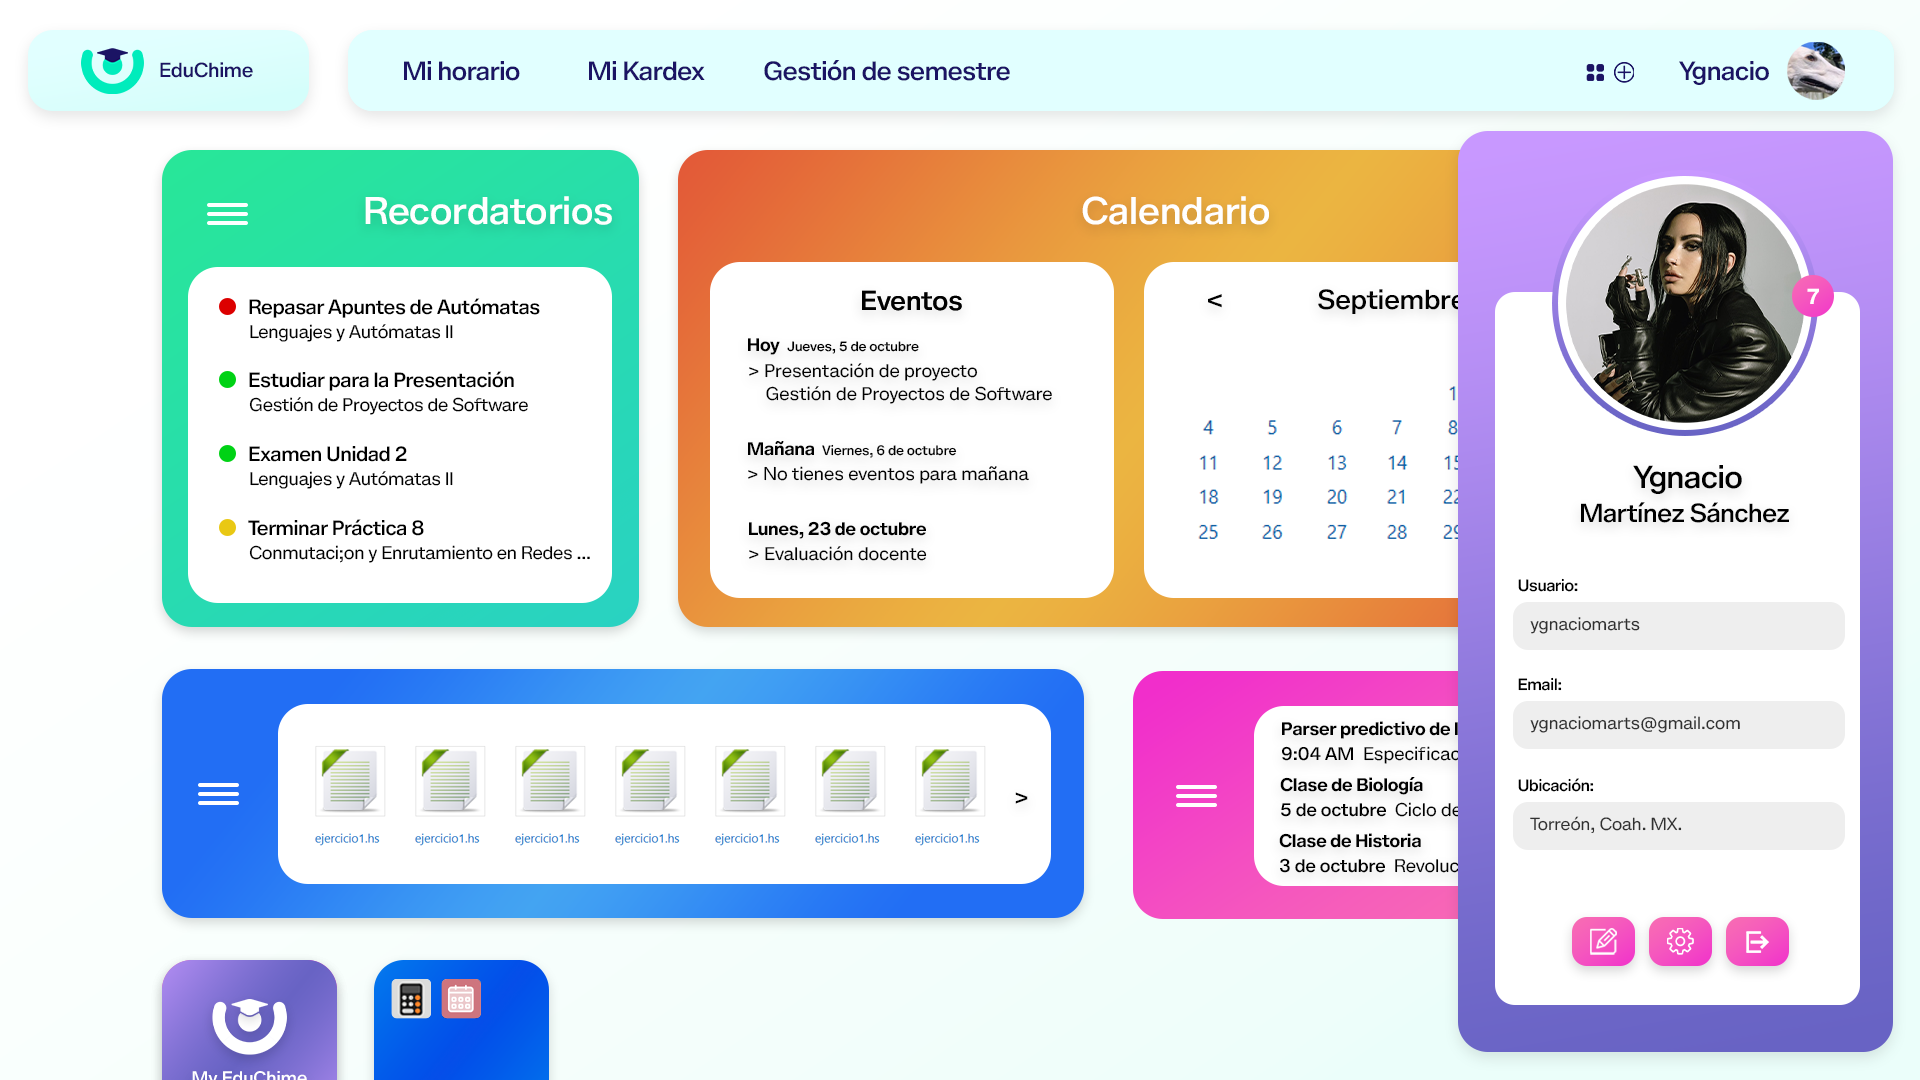 EduChime
Mi horario
Mi Kardex
Gestión de semestre
Ygnacio
Recordatorios
Repasar Apuntes de Autómatas
Lenguajes y Autómatas II
Estudiar para la Presentación
Gestión de Proyectos de Software
Examen Unidad 2
Lenguajes y Autómatas II
Terminar Práctica 8
Conmutaci;on y Enrutamiento en Redes ...
Calendario
Eventos
Hoy Jueves, 5 de octubre
> Presentación de proyecto
Gestión de Proyectos de Software
Mañana Viernes, 6 de octubre
> No tienes eventos para mañana
Lunes, 23 de octubre
> Evaluación docente
< Septiembre
1
4 5 6 7 8
11 12 13 14 15
18 19 20 21 22
25 26 27 28 29
7
Ygnacio
Martínez Sánchez
Usuario:
ygnaciomarts
Email:
ygnaciomarts@gmail.com
Ubicación:
Torreón, Coah. MX.
ejercicio1.hs ejercicio1.hs ejercicio1.hs ejercicio1.hs ejercicio1.hs ejercicio1.hs ejercicio1.hs
>
Parser predictivo de
9:04 AM Especificac
Clase de Biología
5 de octubre Ciclo de
Clase de Historia
3 de octubre Revoluc
My EduChime